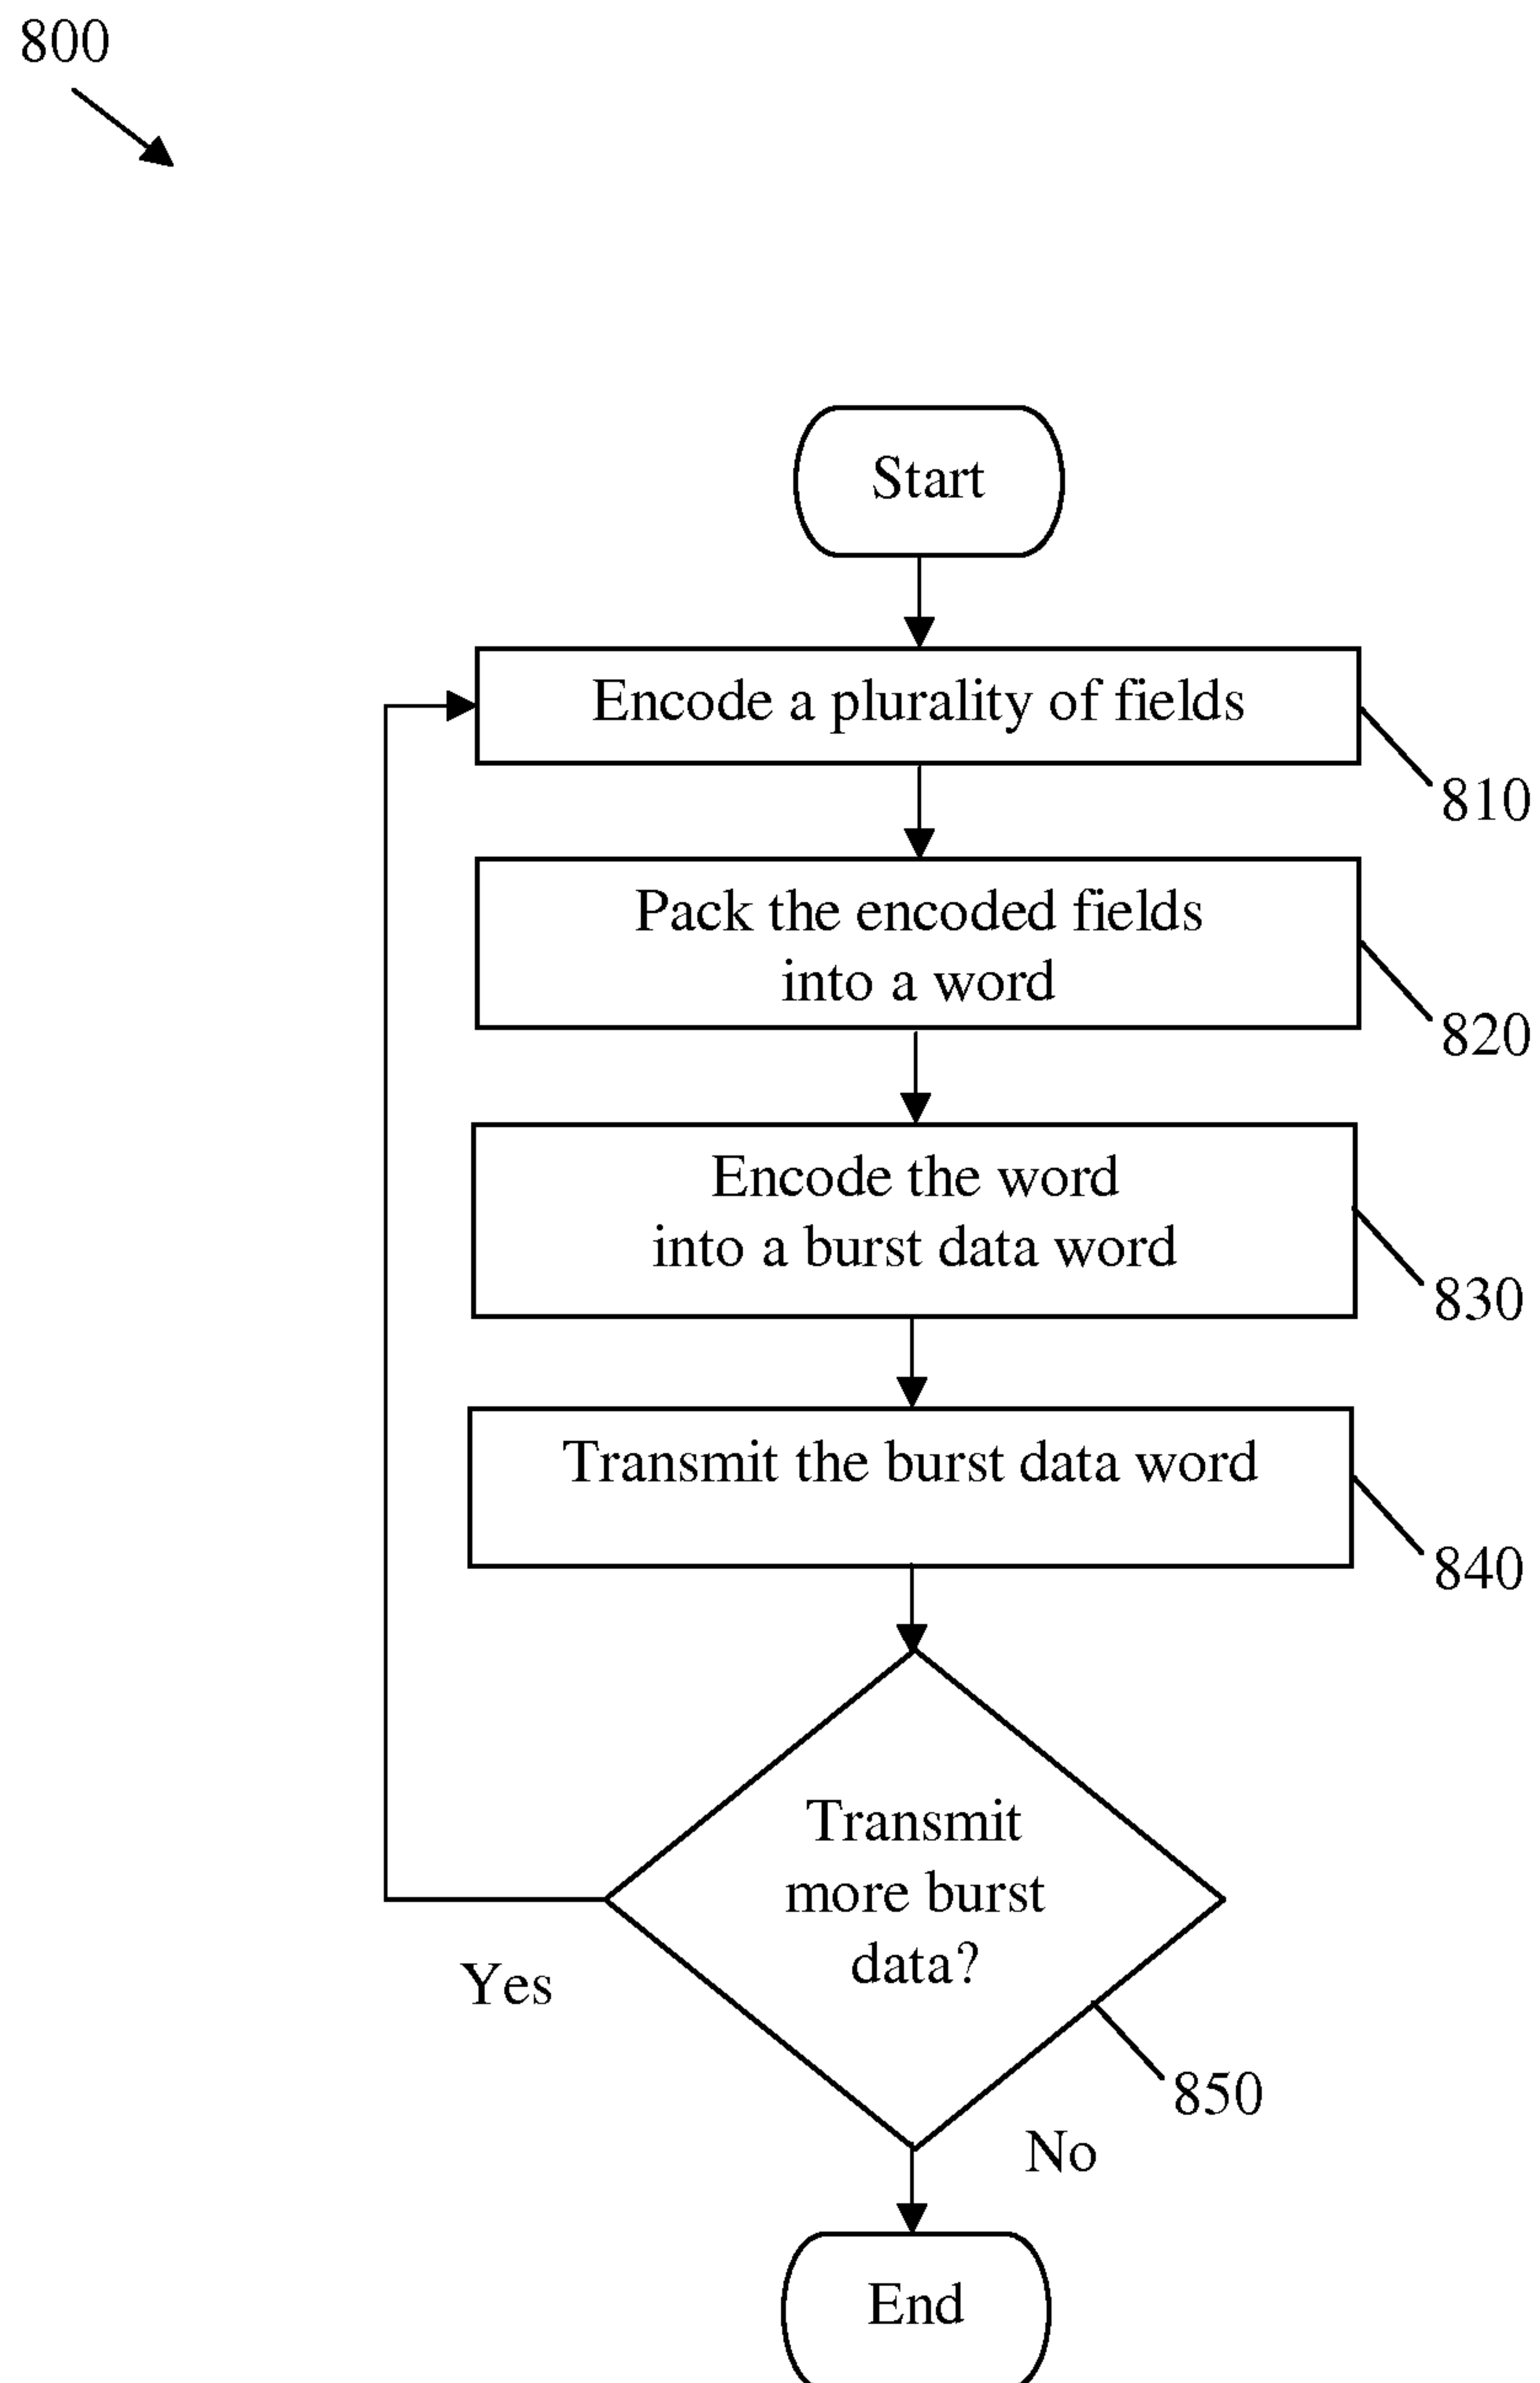 800
Start
Encode a plurality of fields
810
Pack the encoded fields
into a word
820
Encode the word
into a burst data word
830
Transmit the burst data word
840
Transmit
more burst
data?
Yes
850
No
End